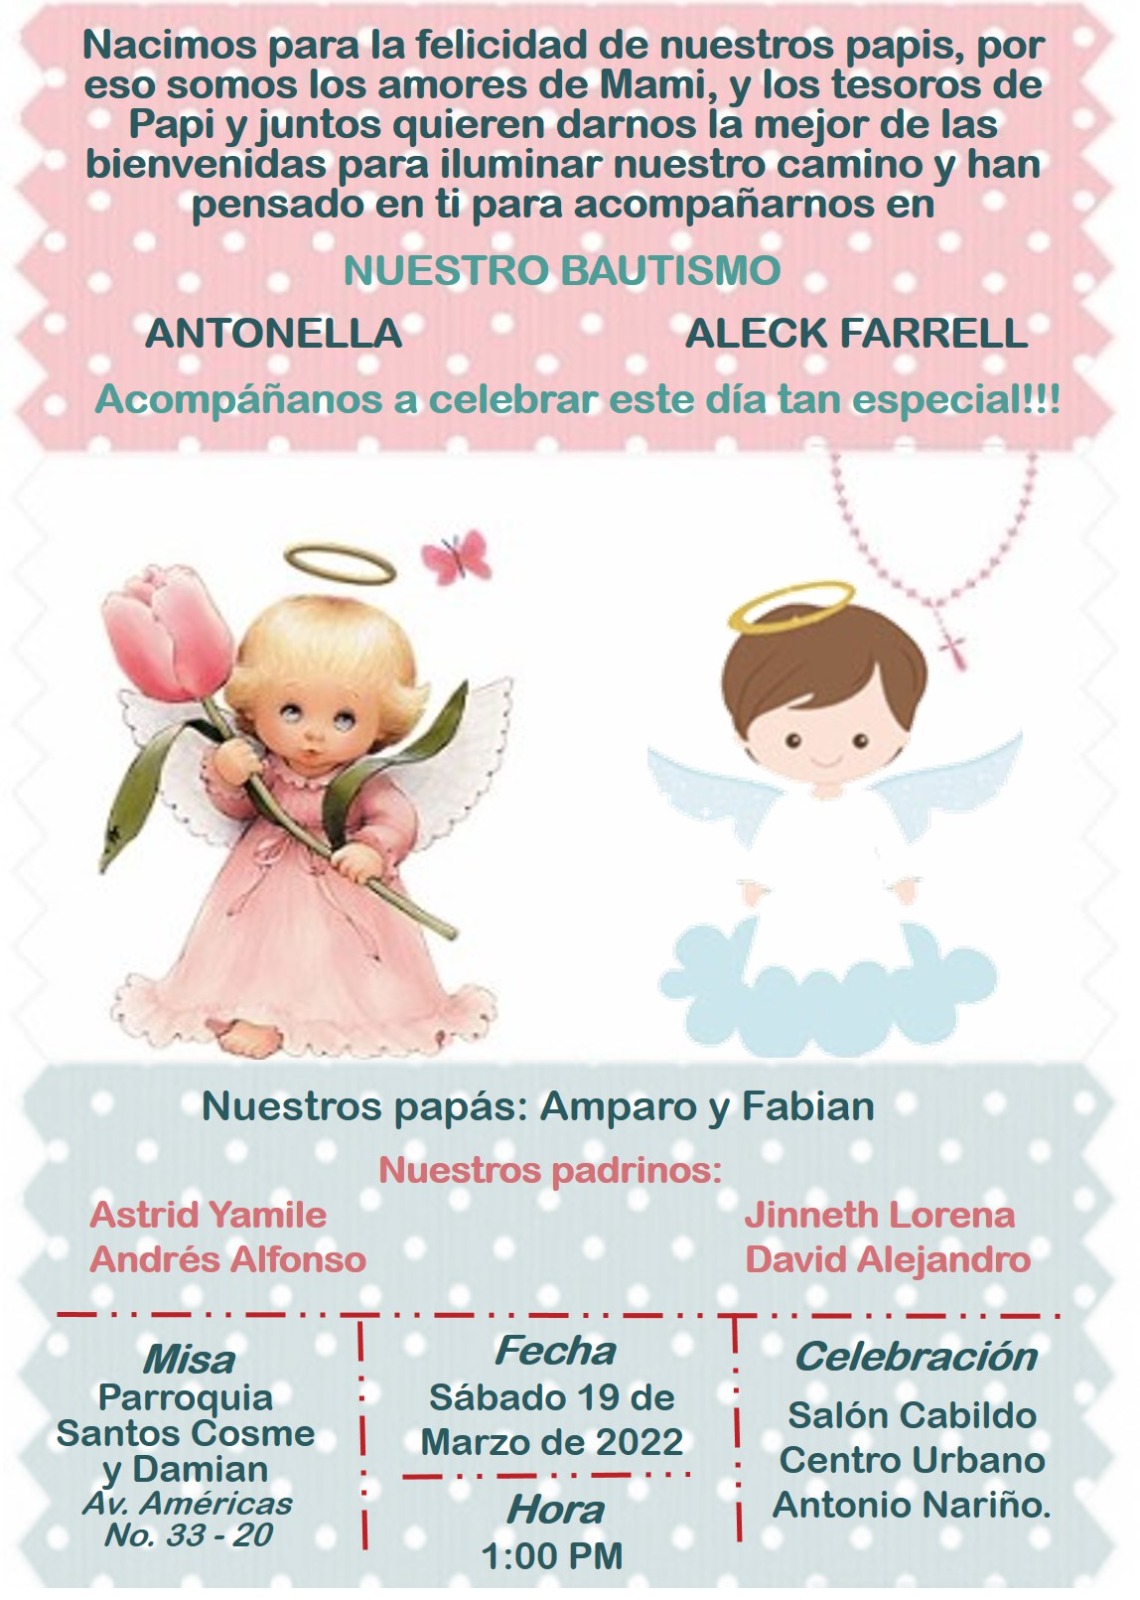 Nacimos para la felicidad de nuestros papis, por
eso somos los amores de Mami, y los tesoros de
Papi y juntos quieren darnos la mejor de las
bienvenidas para iluminar nuestro camino y han
pensado en ti para acompañarnos en
NUESTRO BAUTISMO
ANTONELLA ALECK FARRELL
Acompáñanos a celebrar este día tan especial!!!
Nuestros papás: Amparo y Fabian
Nuestros padrinos:
Astrid Yamile
Andrés Alfonso
Jinneth Lorena
David Alejandro
Misa
Parroquia
Santos Cosme
y Damian
Av. Américas
No. 33 - 20
Fecha
Sábado 19 de
Marzo de 2022
Hora
1:00 PM
Celebración
Salón Cabildo
Centro Urbano
Antonio Nariño.